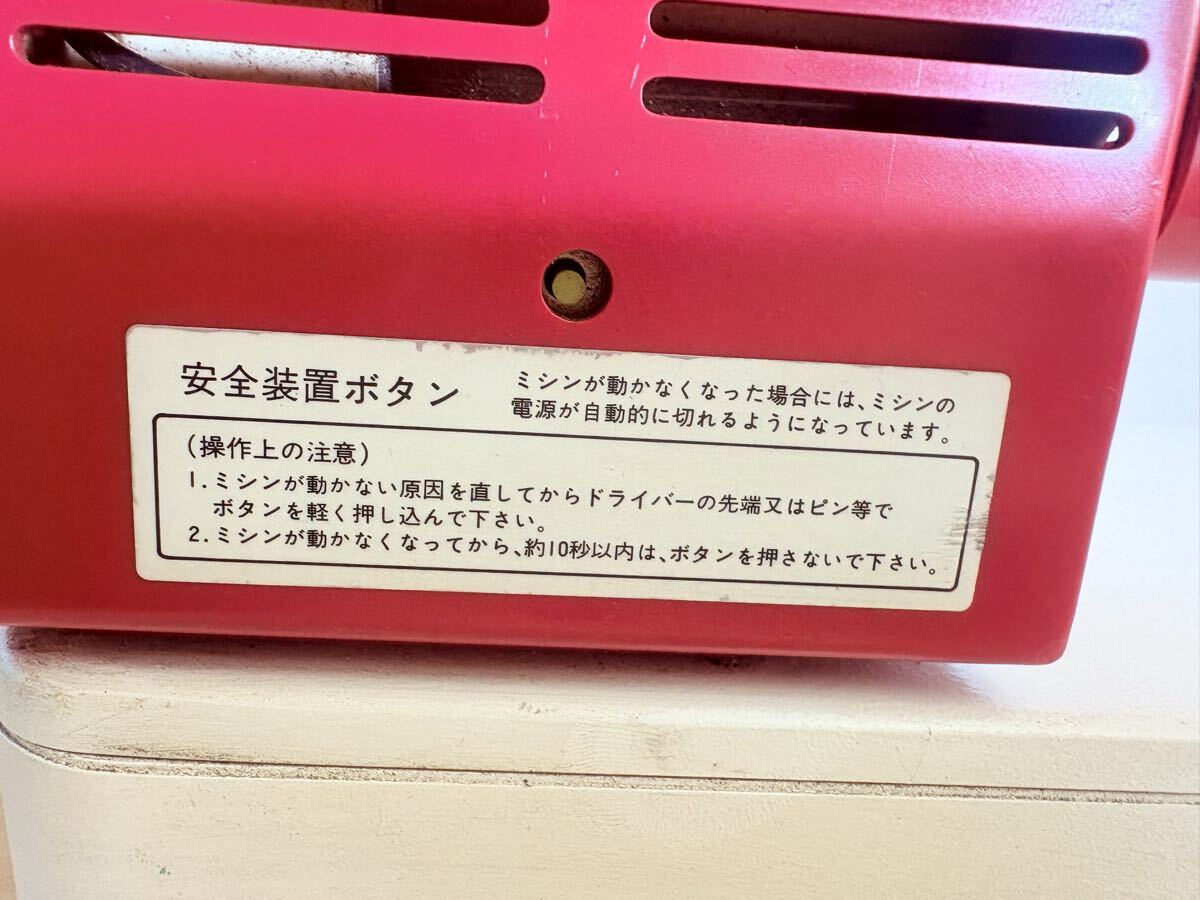 安全装置ボタン
ミシンが動かなくなった場合には、ミシンの
電源が自動的に切れるようになっています。
(操作上の注意)
1. ミシンが動かない原因を直してからドライバーの先端又はピン等で
ボタンを軽く押し込んで下さい。
2. ミシンが動かなくなってから、約10秒以内は、ボタンを押さないで下さい。